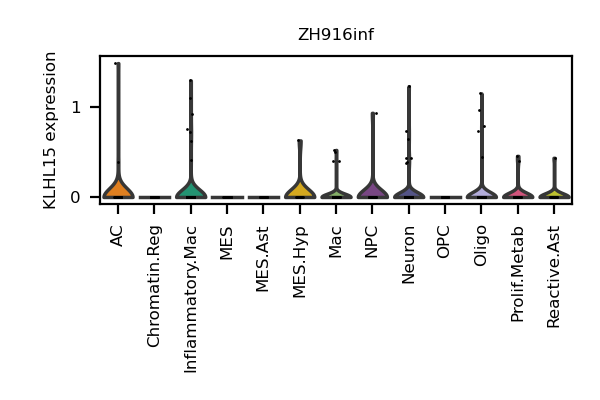 ZH916inf
KLHL15 expression
1
0
AC
Chromatin.Reg
Inflammatory.Mac
MES
MES.Ast
MES.Hyp
Mac
NPC
Neuron
OPC
Oligo
Prolif.Metab
Reactive.Ast